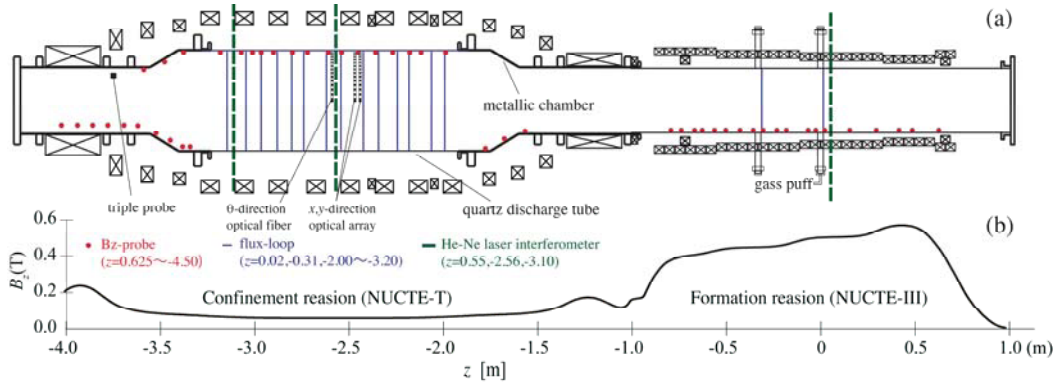 (a)
metallic chamber
gass puff
triple probe
θ-direction
optical fiber
x,y-direction
optical array
quartz discharge tube
(b)
0.6
0.4
0.2
0.0
Bz(T)
Bz-probe
(z=0.625～-4.50)
flux-loop
(z=0.02,-0.31,-2.00～-3.20)
He-Ne laser interferometer
(z=0.55,-2.56,-3.10)
Confinement reasion (NUCTE-T)
Formation reasion (NUCTE-III)
-4.0 -3.5 -3.0 -2.5 -2.0 -1.5 -1.0 -0.5 0 0.5 1.0 (m)
z [m]